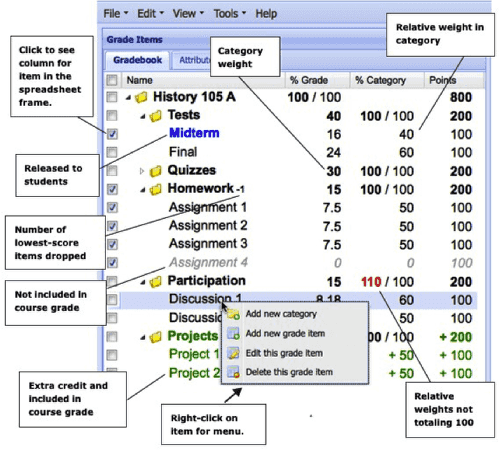 File Edit View Tools Help
Grade Items
Gradebook Attribut
Name % Grade % Category Points
History 105 A 100 / 100 800
Tests 40 100 / 100 200
Midterm 16 40 100
Final 24 60 100
Quizzes 30 100 / 100 200
Homework -1 15 100 / 100 200
Assignment 1 7.5 50 100
Assignment 2 7.5 50 100
Assignment 3 7.5 50 100
Assignment 4 0 0 100
Participation 15 110 / 100 200
Discussion 1 8.18 60 100
Discuss 50 100
Projects 00 / 100 + 200
Project 1 + 50 + 100
Project 2 + 50 + 100
Add new category
Add new grade item
Edit this grade item
Delete this grade item
Click to see
column for
item in the
spreadsheet
frame.
Released to
students
Number of
lowest-score
items dropped
Not included in
course grade
Extra credit and
included in
course grade
Right-click on
item for menu.
Category
weight
Relative weight in
category
Relative
weights not
totaling 100